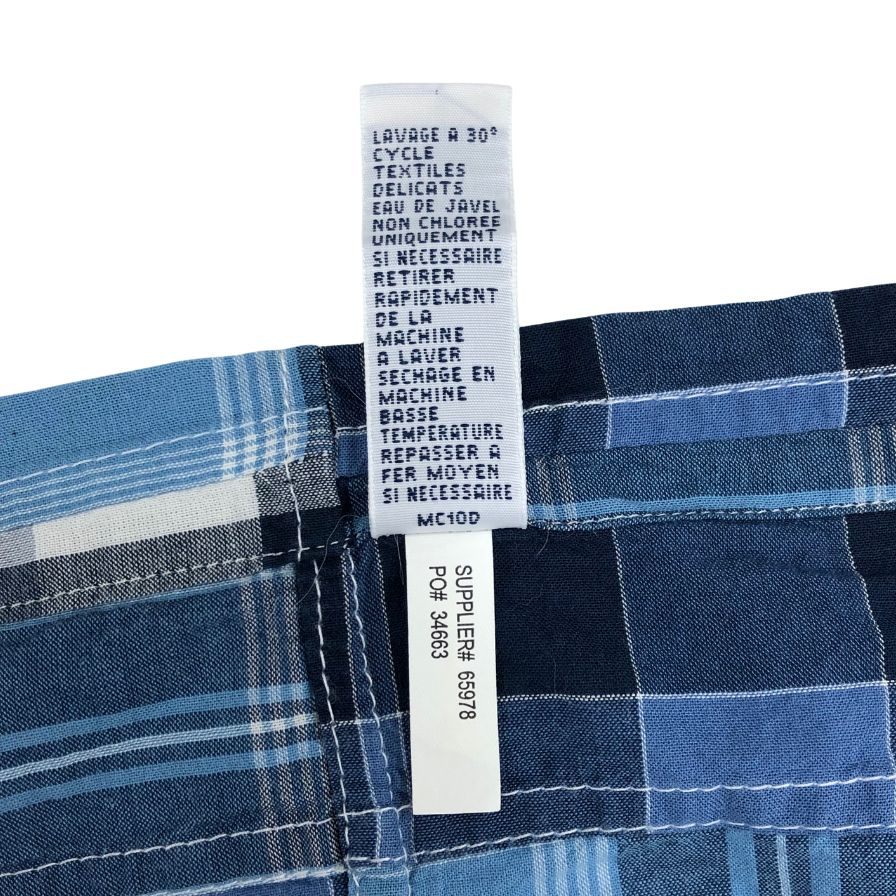 LAVAGE A 30°
CYCLE
TEXTILES
DELICATS
EAU DE JAVEL
NON CHLOREE
UNIQUEMENT
SI NECESSAIRE
RETIRER
RAPIDEMENT
DE LA
MACHINE
A LAVER
SECHAGE EN
MACHINE
BASSE
TEMPERATURE
REPASSER A
FER MOYEN
SI NECESSAIRE
MC10D
SUPPLIER# 65978
PO# 34663